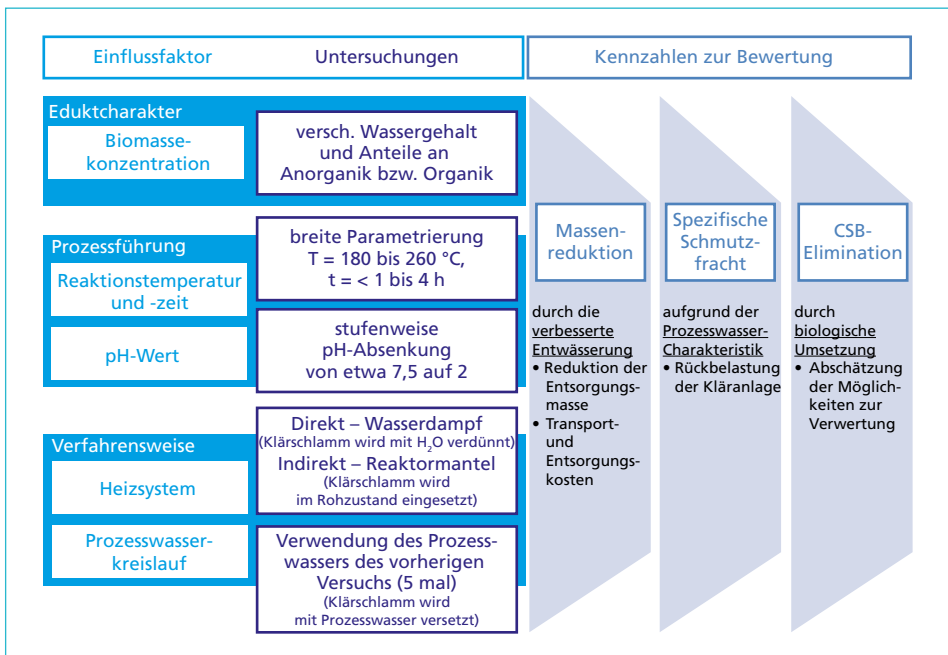 Einflussfaktor
Untersuchungen
Kennzahlen zur Bewertung
Eduktcharakter
Biomasse-
konzentration
versch. Wassergehalt
und Anteile an
Anorganik bzw. Organik
Prozessführung
Reaktionstemperatur
und -zeit
breite Parametrierung
T = 180 bis 260 °C,
t = < 1 bis 4 h
pH-Wert
stufenweise
pH-Absenkung
von etwa 7,5 auf 2
Verfahrensweise
Heizsystem
Direkt – Wasserdampf
(Klärschlamm wird mit H₂O verdünnt)
Indirekt – Reaktormantel
(Klärschlamm wird
im Rohzustand eingesetzt)
Prozesswasser-
kreislauf
Verwendung des Prozess-
wassers des vorherigen
Versuchs (5 mal)
(Klärschlamm wird
mit Prozesswasser versetzt)
Massen-
reduktion
durch die
verbesserte
Entwässerung
• Reduktion der
Entsorgungs-
masse
• Transport-
und
Entsorgungs-
kosten
Spezifische
Schmutz-
fracht
aufgrund der
Prozesswasser-
Charakteristik
• Rückbelastung
der Kläranlage
CSB-
Elimination
durch
biologische
Umsetzung
• Abschätzung
der Möglich-
keiten zur
Verwertung